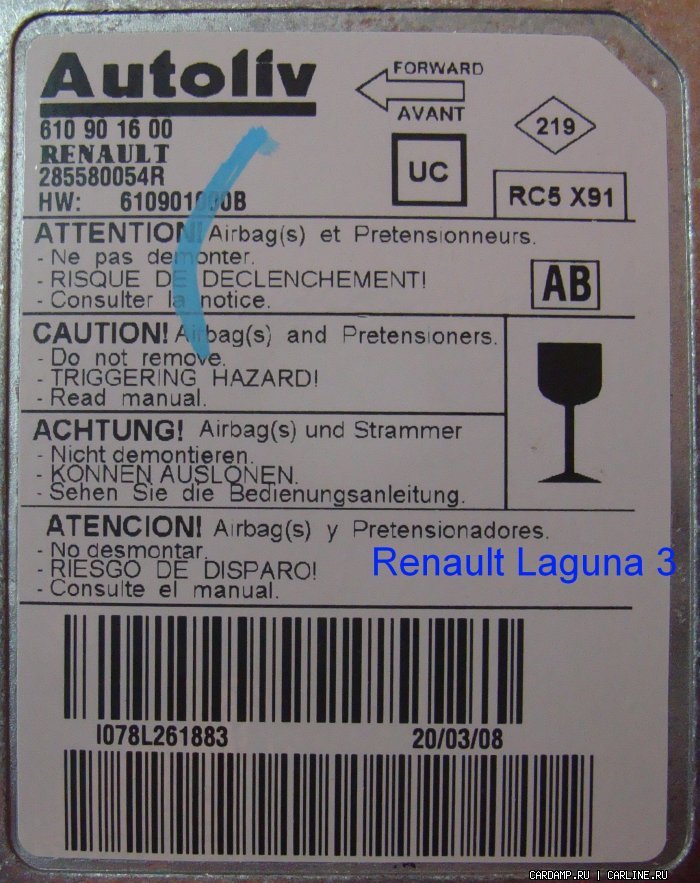 Autoliv
FORWARD
AVANT
610 90 16 00
RENAULT
285580054R
HW: 610901000B
UC
219
RC5 X91
ATTENTION! Airbag(s) et Pretensionneurs.
- Ne pas demonter.
- RISQUE DE DECLENCHEMENT!
- Consulter la notice.
AB
CAUTION! Airbag(s) and Pretensioners.
- Do not remove.
- TRIGGERING HAZARD!
- Read manual.
ACHTUNG! Airbag(s) und Strammer
- Nicht demontieren.
- KONNEN AUSLONEN.
- Sehen Sie die Bedienungsanleitung.
ATENCION! Airbag(s) y Pretensionadores.
- No desmontar.
- RIESGO DE DISPARO!
- Consulte el manual.
Renault Laguna 3
I078L261883 20/03/08
CARDAMP.RU | CARLINE.RU